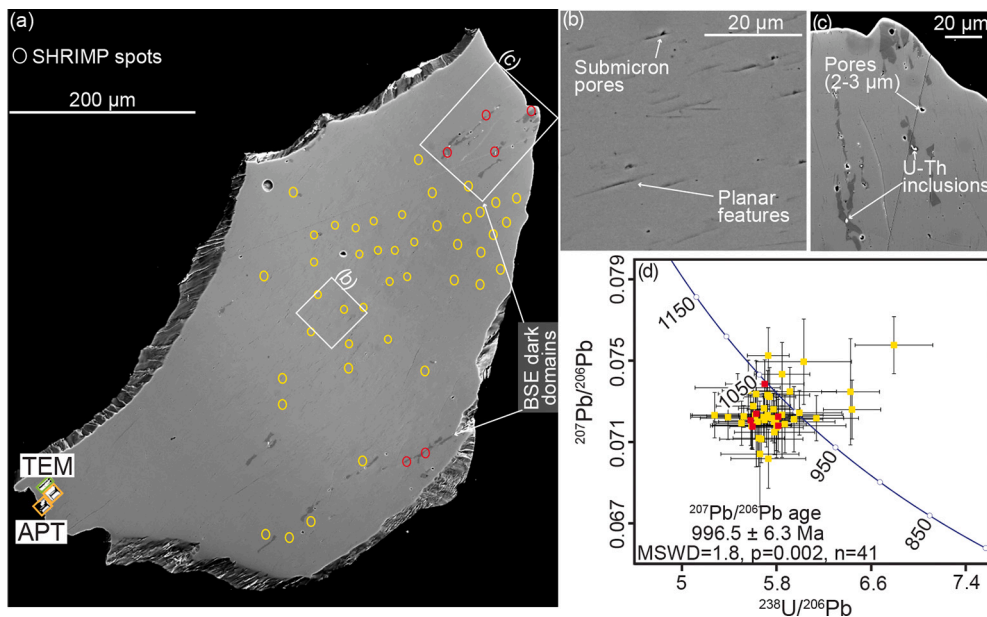 (a)
SHRIMP spots
200 µm
(c)
(b)
BSE dark
domains
TEM
APT
(b)
20 µm
Submicron
pores
Planar
features
(c)
20 µm
Pores
(2-3 µm)
U-Th
inclusions
(d)
0.079
0.075
0.071
0.067
207Pb/206Pb
1150
1050
950
850
207Pb/206Pb age
996.5 ± 6.3 Ma
MSWD=1.8, p=0.002, n=41
5
5.8
6.6
7.4
238U/206Pb